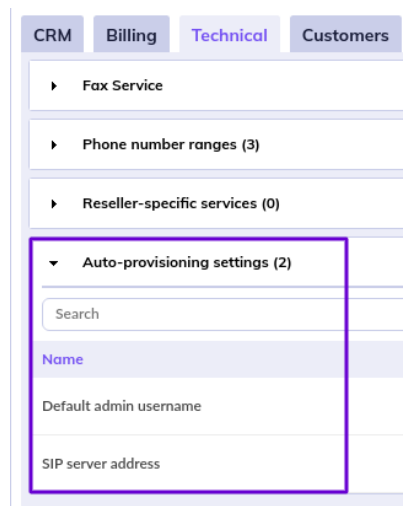 CRM Billing Technical Customers
Fax Service
Phone number ranges (3)
Reseller-specific services (0)
Auto-provisioning settings (2)
Search
Name
Default admin username
SIP server address